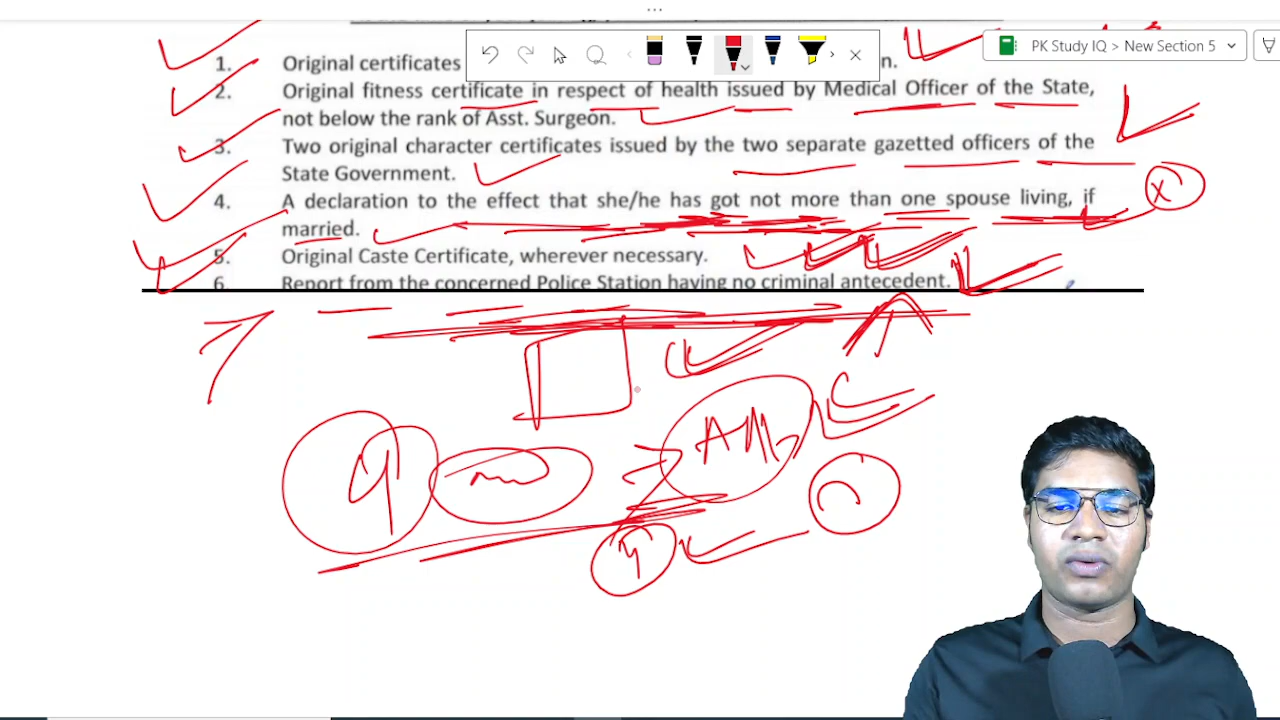 PK Study IQ > New Section 5
1. Original certificates n.
2. Original fitness certificate in respect of health issued by Medical Officer of the State,
not below the rank of Asst. Surgeon.
3. Two original character certificates issued by the two separate gazetted officers of the
State Government.
4. A declaration to the effect that she/he has got not more than one spouse living, if
married.
5. Original Caste Certificate, wherever necessary.
6. Report from the concerned Police Station having no criminal antecedent.
7